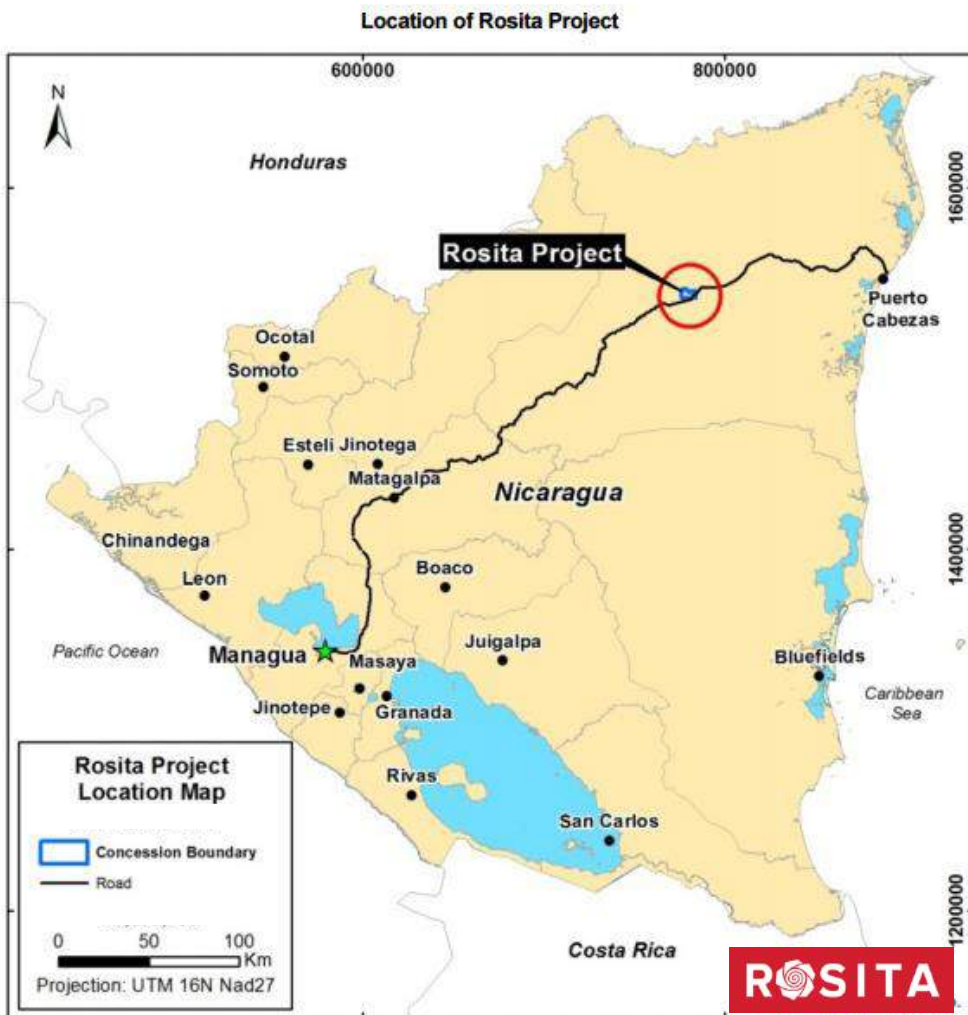 Location of Rosita Project
600000
800000
N
Honduras
1600000
Rosita Project
Puerto
Cabezas
Ocotal
Somoto
Esteli
Jinotega
Matagalpa
Nicaragua
Chinandega
1400000
Boaco
Leon
Pacific Ocean
Managua
Masaya
Juigalpa
Bluefields
Caribbean
Sea
Jinotepe
Granada
Rosita Project
Location Map
Rivas
San Carlos
Concession Boundary
Road
1200000
0
50
100
Km
Costa Rica
Projection: UTM 16N Nad27
ROSITA